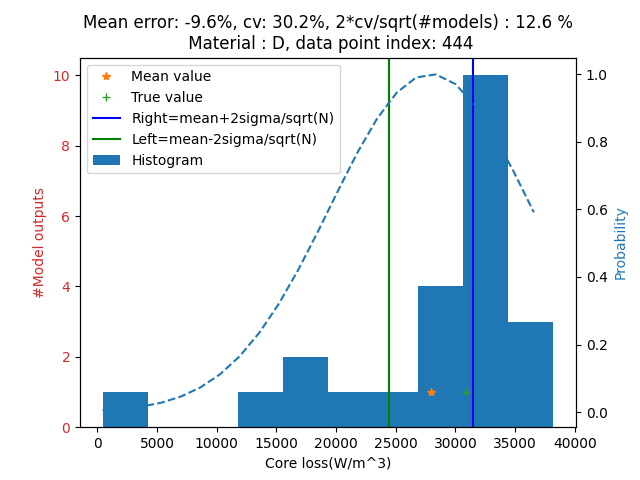 Mean error: -9.6%, cv: 30.2%, 2*cv/sqrt(#models) : 12.6 %
Material : D, data point index: 444
Mean value
True value
Right=mean+2sigma/sqrt(N)
Left=mean-2sigma/sqrt(N)
Histogram
#Model outputs
10
8
6
4
2
0
Probability
1.0
0.8
0.6
0.4
0.2
0.0
0 5000 10000 15000 20000 25000 30000 35000 40000
Core loss(W/m^3)